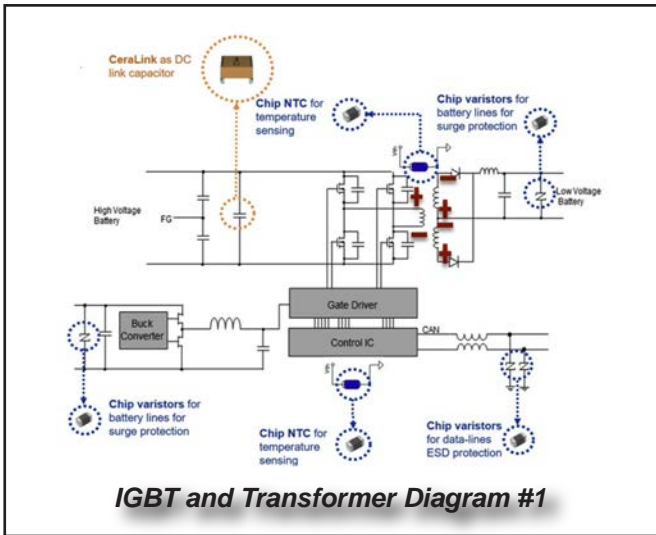 CeraLink as DC
link capacitor
Chip NTC for
temperature
sensing
Chip varistors for
battery lines for
surge protection
High Voltage
Battery
FG
Low Voltage
Battery
Gate Driver
Buck
Converter
CAN
Control IC
Chip varistors for
battery lines for
surge protection
Chip NTC for
temperature
sensing
Chip varistors
for data-lines
ESD protection
IGBT and Transformer Diagram #1